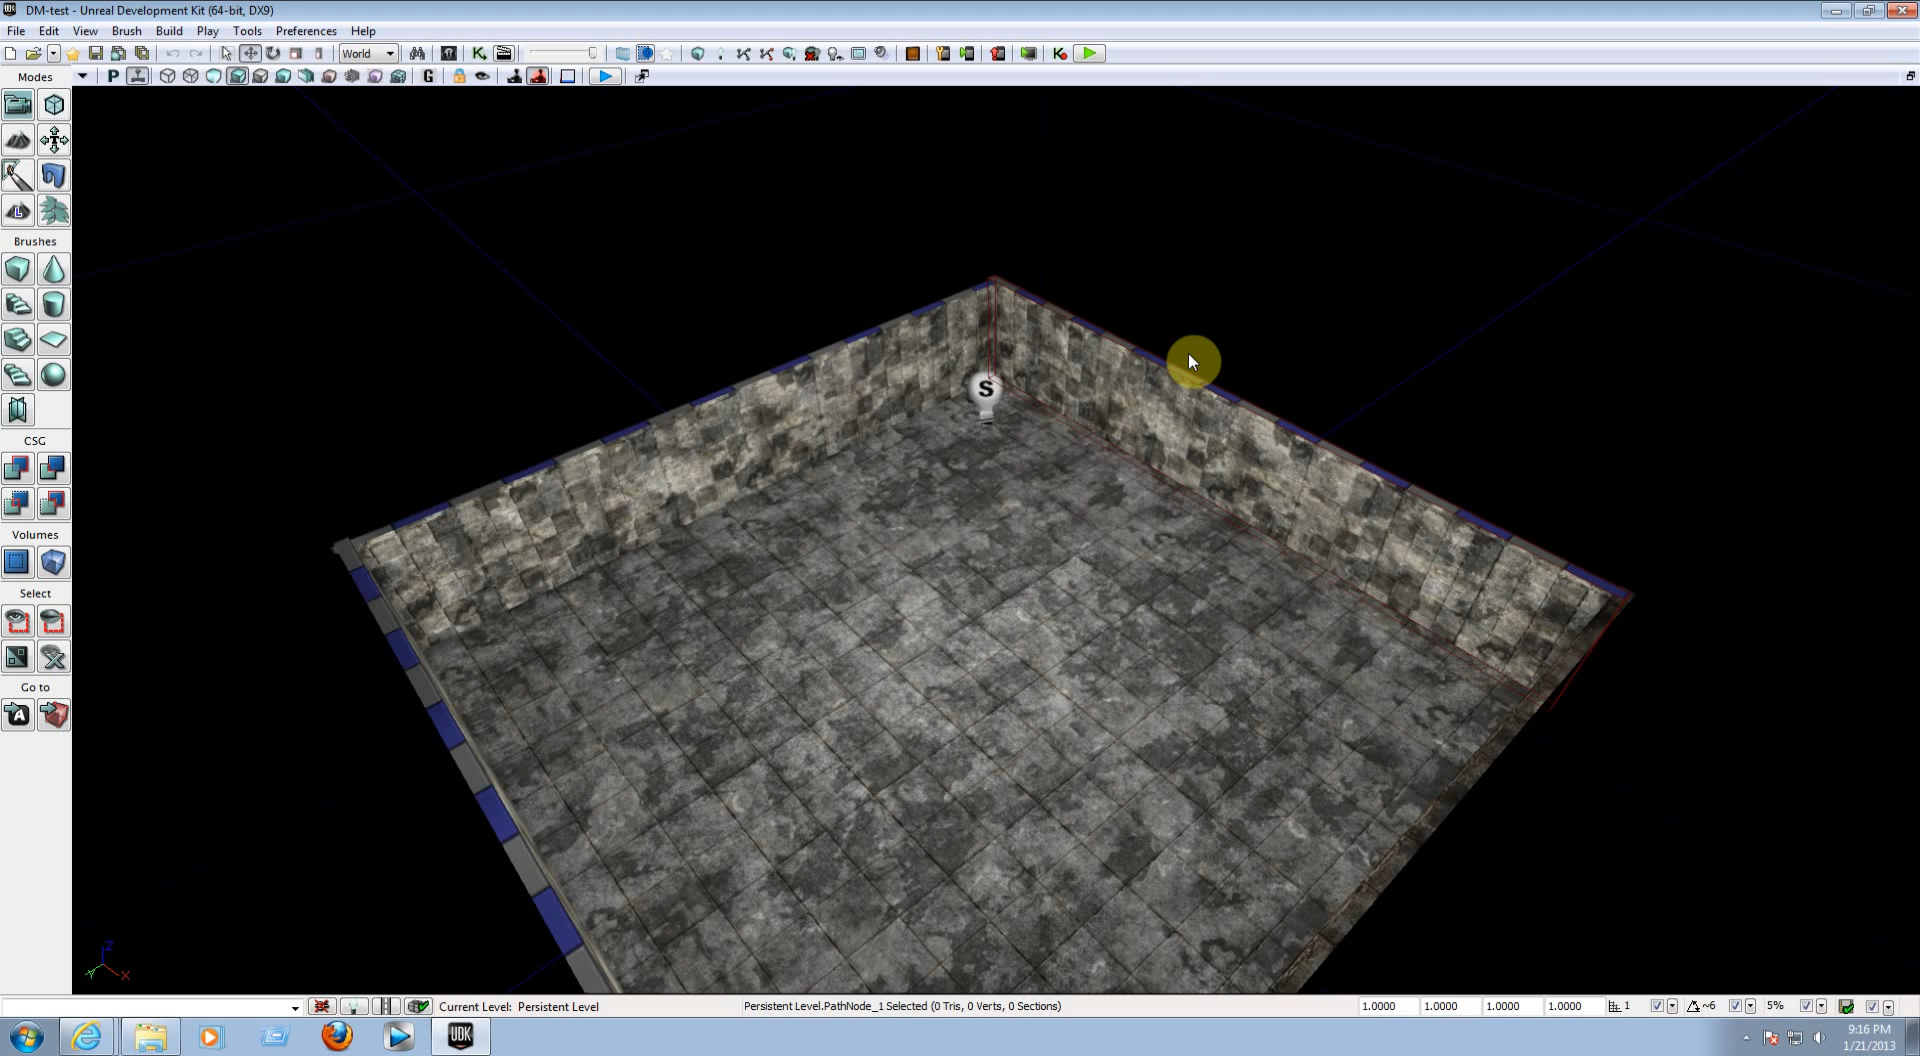 DM-test - Unreal Development Kit (64-bit, DX9)
File Edit View Brush Build Play Tools Preferences Help
World
Modes
P G
L
Brushes
CSG
Volumes
Select
Go to
A
S
Z
Y X
Current Level: Persistent Level
Persistent Level.PathNode_1 Selected (0 Tris, 0 Verts, 0 Sections)
1.0000 1.0000 1.0000 1.0000 1 ~6 5%
UDK
9:16 PM
1/21/2013